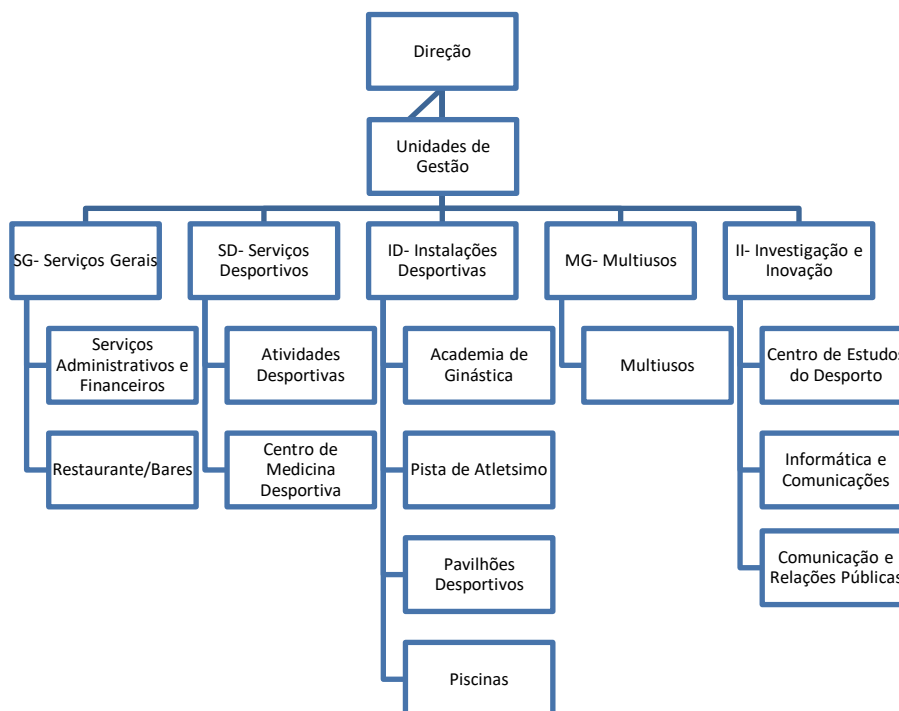 Direção
Unidades de
Gestão
SG- Serviços Gerais
SD- Serviços
Desportivos
ID- Instalações
Desportivas
MG- Multiusos
II- Investigação e
Inovação
Serviços
Administrativos e
Financeiros
Atividades
Desportivas
Academia de
Ginástica
Multiusos
Centro de Estudos
do Desporto
Restaurante/Bares
Centro de
Medicina
Desportiva
Pista de Atletsimo
Informática e
Comunicações
Pavilhões
Desportivos
Comunicação e
Relações Públicas
Piscinas